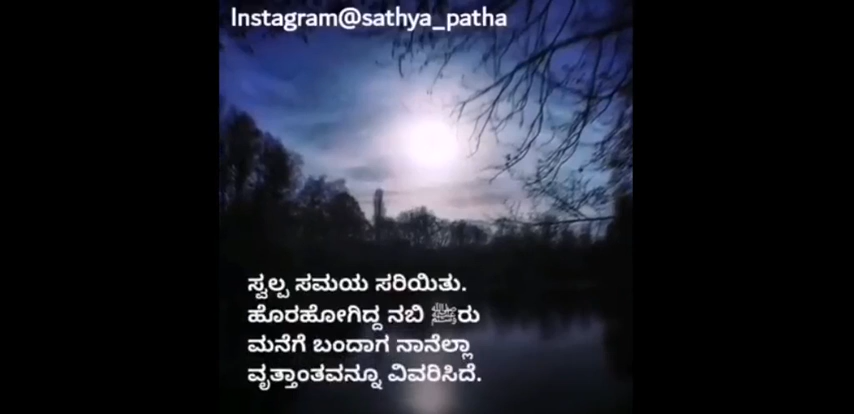 Instagram@sathya_patha
ಸ್ವಲ್ಪ ಸಮಯ ಸರಿಯಿತು.
ಹೊರಹೋಗಿದ್ದ ನಬಿ ﷺರು
ಮನೆಗೆ ಬಂದಾಗ ನಾನೆಲ್ಲಾ
ವೃತ್ತಾಂತವನ್ನೂ ವಿವರಿಸಿದೆ.